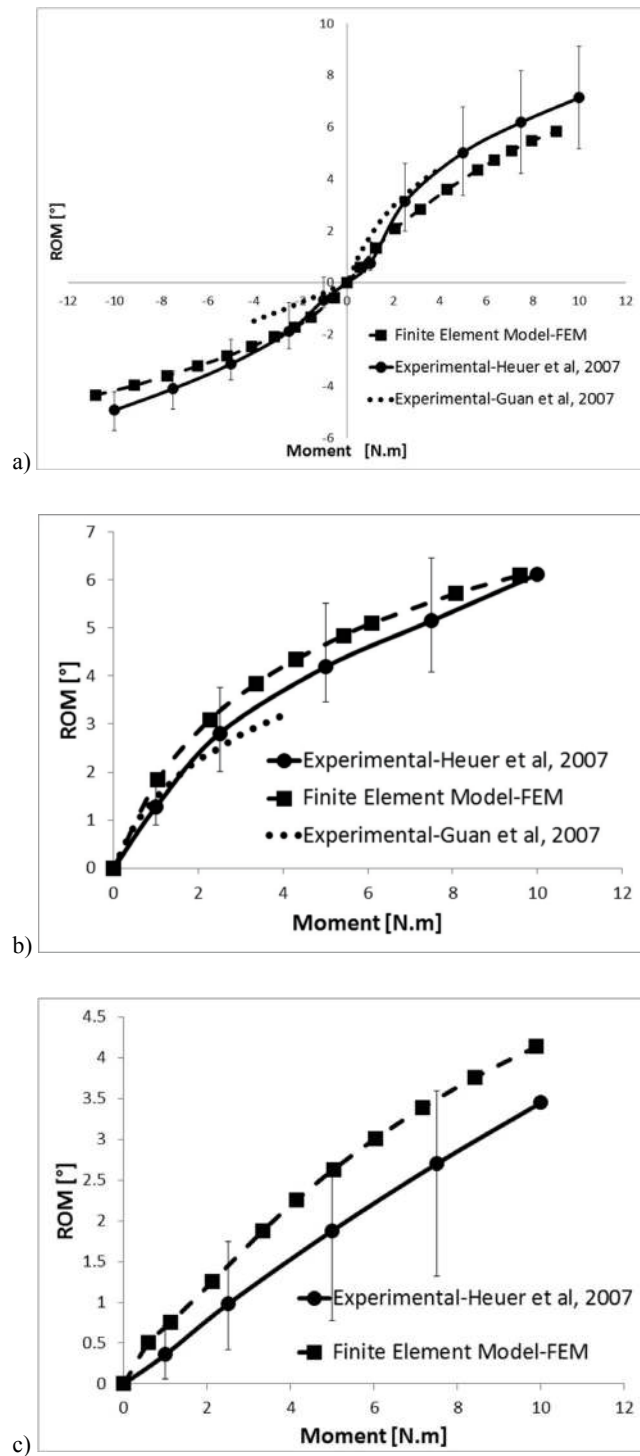 10
8
6
4
2
0
ROM [°]
-12 -10 -8 -6 -4 -2 0 2 4 6 8 10 12
-2
-4
-6
Finite Element Model-FEM
Experimental-Heuer et al, 2007
Experimental-Guan et al, 2007
Moment [N.m]
a)
7
6
5
4
3
2
1
0
ROM [°]
Experimental-Heuer et al, 2007
Finite Element Model-FEM
Experimental-Guan et al, 2007
0 2 4 6 8 10 12
Moment [N.m]
b)
4.5
4
3.5
3
2.5
2
1.5
1
0.5
0
ROM [°]
Experimental-Heuer et al, 2007
Finite Element Model-FEM
0 2 4 6 8 10 12
Moment [N.m]
c)